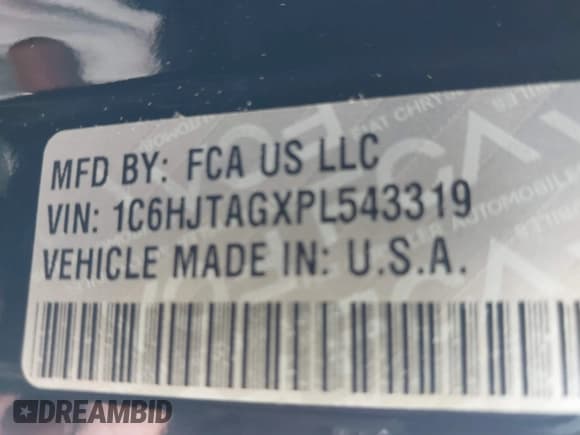 MFD BY: FCA US LLC
VIN: 1C6HJTAGXPL543319
VEHICLE MADE IN: U.S.A.
DREAMBID